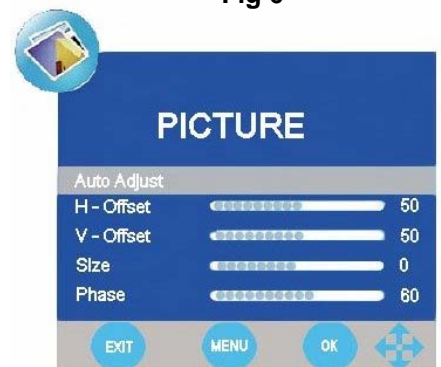 PICTURE
Auto Adjust
H - Offset 50
V - Offset 50
Size 0
Phase 60
EXIT MENU OK